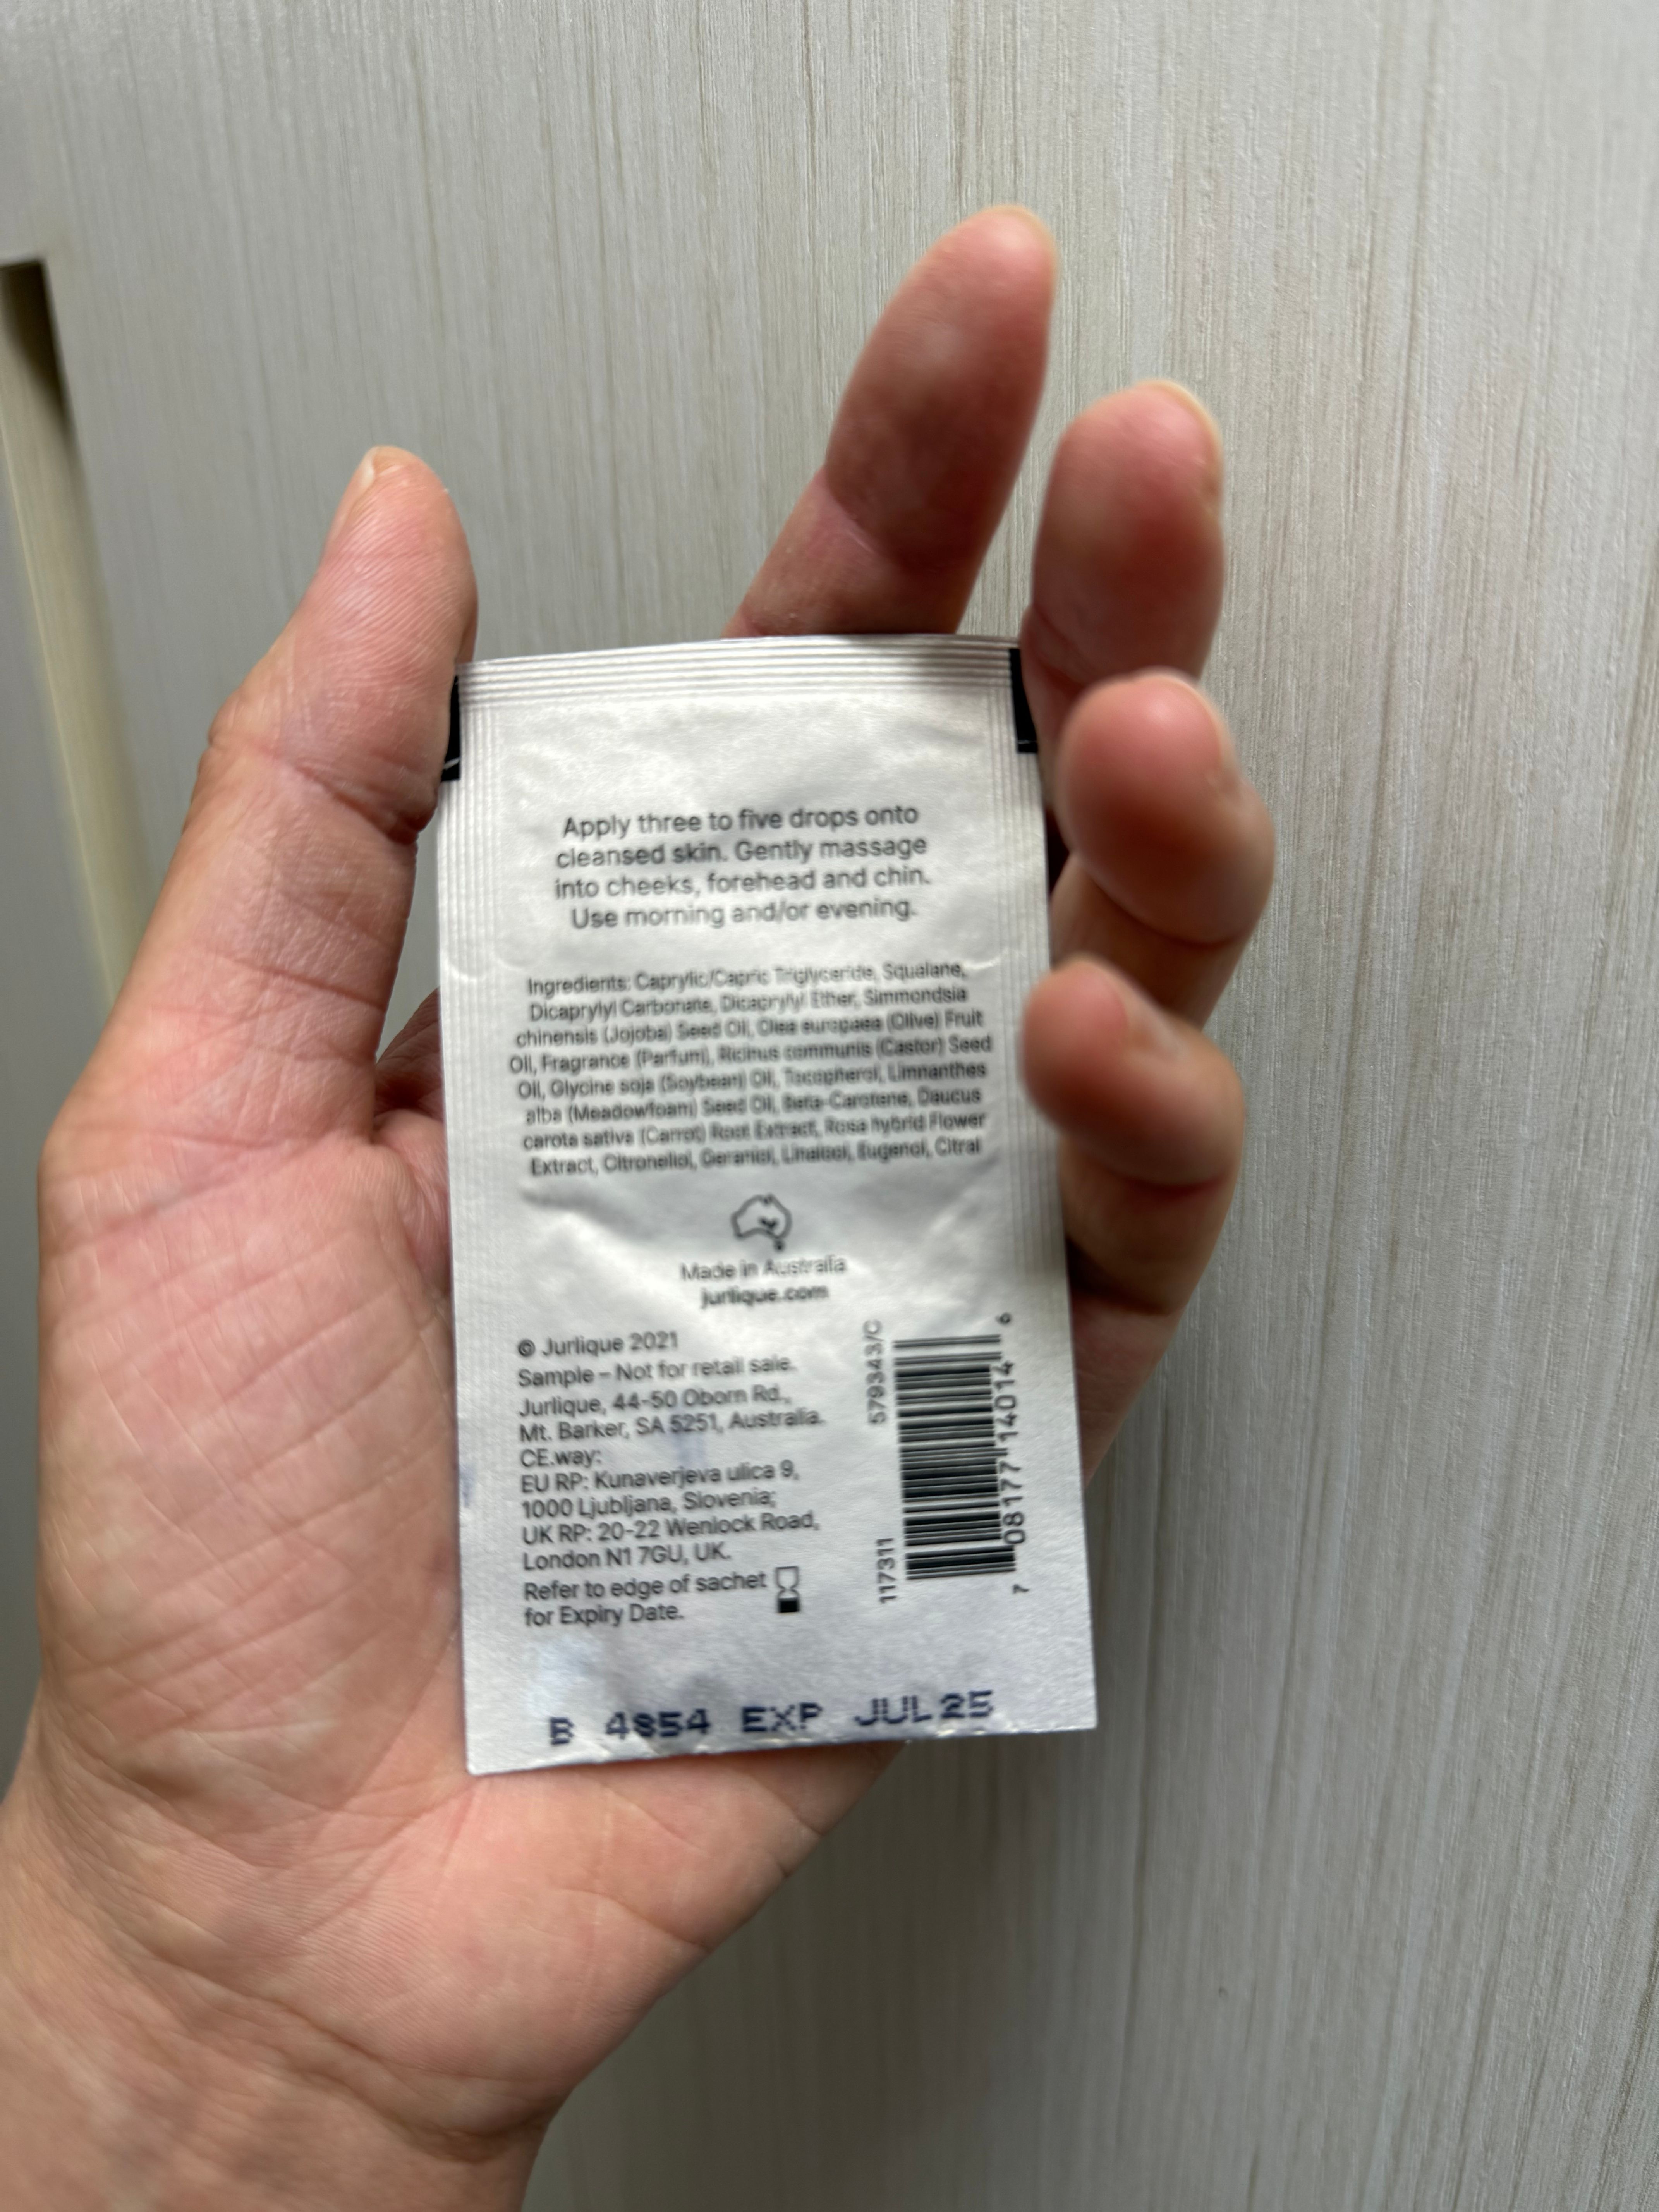 Apply three to five drops onto
cleansed skin. Gently massage
into cheeks, forehead and chin.
Use morning and/or evening.
Ingredients: Caprylic/Capric Triglyceride, Squalane,
Dicaprylyl Carbonate, Dicaprylyl Ether, Simmondsia
chinensis (Jojoba) Seed Oil, Olea europaea (Olive) Fruit
Oil, Fragrance (Parfum), Ricinus communis (Castor) Seed
Oil, Glycine soja (Soybean) Oil, Tocopherol, Limnanthes
alba (Meadowfoam) Seed Oil, Beta-Carotene, Daucus
carota sativa (Carrot) Root Extract, Rosa hybrid Flower
Extract, Citronellol, Geraniol, Linalool, Eugenol, Citral
Made in Australia
jurlique.com
© Jurlique 2021
Sample – Not for retail sale.
Jurlique, 44-50 Oborn Rd.,
Mt. Barker, SA 5251, Australia.
CE.way:
EU RP: Kunaverjeva ulica 9,
1000 Ljubljana, Slovenia;
UK RP: 20-22 Wenlock Road,
London N1 7GU, UK.
Refer to edge of sachet
for Expiry Date.
117311 579343/C
7 08177 14014 6
B 4854 EXP JUL25